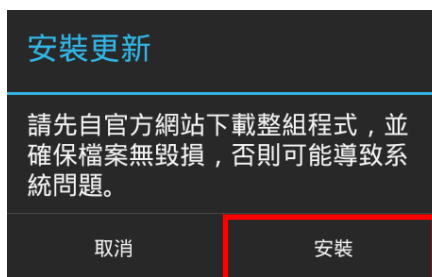 安裝更新
請先自官方網站下載整組程式，並
確保檔案無毀損，否則可能導致系
統問題。
取消
安裝